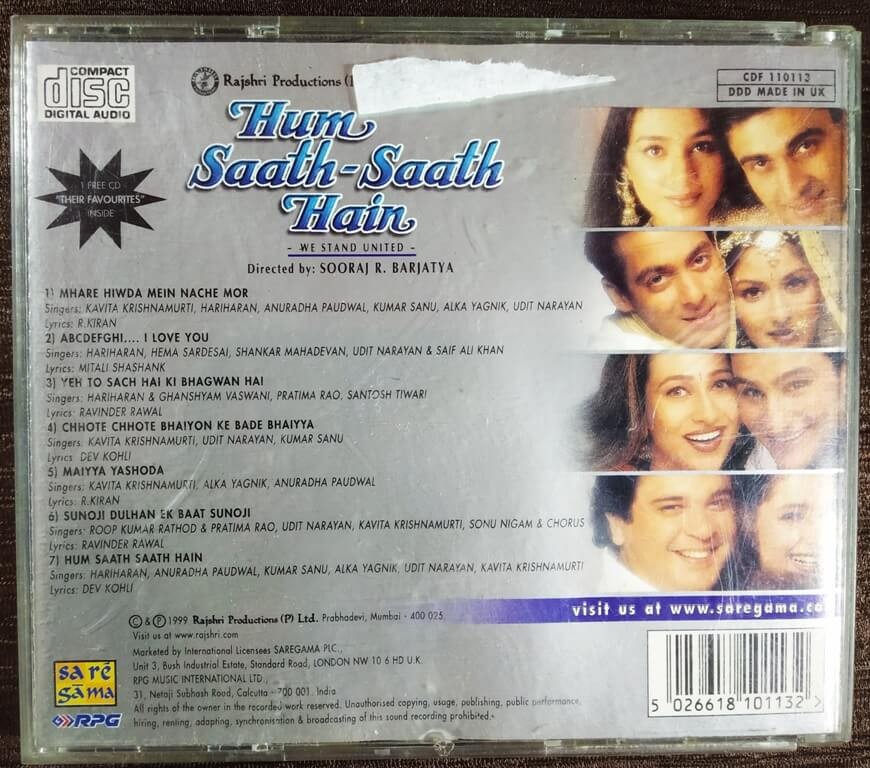 COMPACT
disc
DIGITAL AUDIO
Rajshri Productions (
CDF 110113
DDD MADE IN UK
Hum
Saath-Saath
Hain
- WE STAND UNITED -
Directed by: SOORAJ R. BARJATYA
1 FREE CD
"THEIR FAVOURITES"
INSIDE
1) MHARE HIWDA MEIN NACHE MOR
Singers: KAVITA KRISHNAMURTI, HARIHARAN, ANURADHA PAUDWAL, KUMAR SANU, ALKA YAGNIK, UDIT NARAYAN
Lyrics: R.KIRAN
2) ABCDEFGHI.... I LOVE YOU
Singers: HARIHARAN, HEMA SARDESAI, SHANKAR MAHADEVAN, UDIT NARAYAN & SAIF ALI KHAN
Lyrics: MITALI SHASHANK
3) YEH TO SACH HAI KI BHAGWAN HAI
Singers: HARIHARAN & GHANSHYAM VASWANI, PRATIMA RAO, SANTOSH TIWARI
Lyrics: RAVINDER RAWAL
4) CHHOTE CHHOTE BHAIYON KE BADE BHAIYYA
Singers: KAVITA KRISHNAMURTI, UDIT NARAYAN, KUMAR SANU
Lyrics: DEV KOHLI
5) MAIYYA YASHODA
Singers: KAVITA KRISHNAMURTI, ALKA YAGNIK, ANURADHA PAUDWAL
Lyrics: R.KIRAN
6) SUNOJI DULHAN EK BAAT SUNOJI
Singers: ROOP KUMAR RATHOD & PRATIMA RAO, UDIT NARAYAN, KAVITA KRISHNAMURTI, SONU NIGAM & CHORUS
Lyrics: RAVINDER RAWAL
7) HUM SAATH SAATH HAIN
Singers: HARIHARAN, ANURADHA PAUDWAL, KUMAR SANU, ALKA YAGNIK, UDIT NARAYAN, KAVITA KRISHNAMURTI
Lyrics: DEV KOHLI
visit us at www.saregama.co
© & ℗ 1999 Rajshri Productions (P) Ltd. Prabhadevi, Mumbai - 400 025
Visit us at www.rajshri.com
Marketed by International Licensees SAREGAMA PLC.,
Unit 3, Bush Industrial Estate, Standard Road, LONDON NW 10 6 HD U.K.
RPG MUSIC INTERNATIONAL LTD.
31, Netaji Subhash Road, Calcutta - 700 001. India
All rights of the owner in the recorded work reserved. Unauthorised copying, usage, publishing, public performance,
hiring, renting, adapting, synchronisation & broadcasting of this sound recording prohibited.
sa re
gama
RPG
5 026618 101132 >